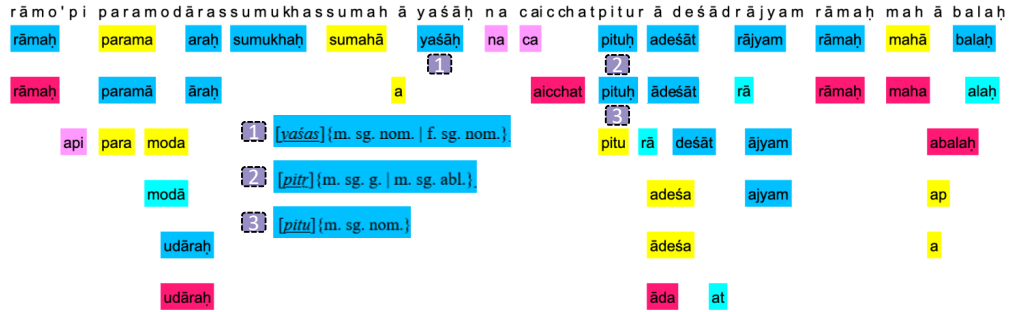 rāmo'pi paramodārassumukhassumah ā yaśāḥ na caicchatpitur ā deśādrājyam rāmaḥ mah ā balaḥ
rāmaḥ parama araḥ sumukhaḥ sumahā yaśāḥ na ca pituḥ adeśāt rājyam rāmaḥ mahā balaḥ
1 2
rāmaḥ paramā āraḥ a aicchat pituḥ ādeśāt rā rāmaḥ maha alaḥ
3
api para moda 1 [yaśas]{m. sg. nom. | f. sg. nom.} pitu rā deśāt ājyam abalaḥ
modā 2 [pitṛ]{m. sg. g. | m. sg. abl.} adeśa ajyam ap
udāraḥ 3 [pitu]{m. sg. nom.} ādeśa a
udāraḥ āda at